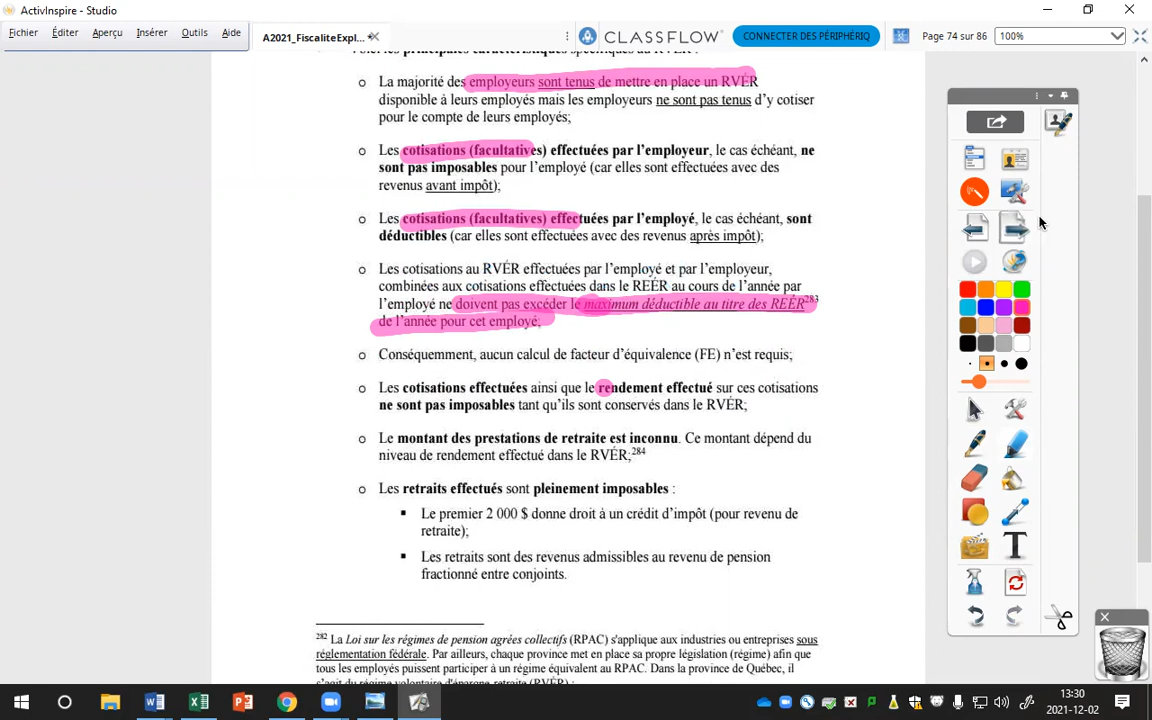 ActivInspire - Studio
Fichier Éditer Aperçu Insérer Outils Aide
A2021_FiscaliteExpl...
CLASSFLOW
CONNECTER DES PÉRIPHÉRIQ
Page 74 sur 86
100%
o La majorité des employeurs sont tenus de mettre en place un RVÉR
disponible à leurs employés mais les employeurs ne sont pas tenus d'y cotiser
pour le compte de leurs employés;
o Les cotisations (facultatives) effectuées par l'employeur, le cas échéant, ne
sont pas imposables pour l'employé (car elles sont effectuées avec des
revenus avant impôt);
o Les cotisations (facultatives) effectuées par l'employé, le cas échéant, sont
déductibles (car elles sont effectuées avec des revenus après impôt);
Les cotisations au RVÉR effectuées par l'employé et par l'employeur,
combinées aux cotisations effectuées dans le REÉR au cours de l'année par
l'employé ne doivent pas excéder le maximum déductible au titre des REÉR283
de l'année pour cet employé;
o Conséquemment, aucun calcul de facteur d'équivalence (FE) n'est requis;
o Les cotisations effectuées ainsi que le rendement effectué sur ces cotisations
ne sont pas imposables tant qu'ils sont conservés dans le RVÉR;
o Le montant des prestations de retraite est inconnu. Ce montant dépend du
niveau de rendement effectué dans le RVÉR;284
o Les retraits effectués sont pleinement imposables :
▪ Le premier 2 000 $ donne droit à un crédit d'impôt (pour revenu de
retraite);
▪ Les retraits sont des revenus admissibles au revenu de pension
fractionné entre conjoints.
282 La Loi sur les régimes de pension agrées collectifs (RPAC) s'applique aux industries ou entreprises sous
réglementation fédérale. Par ailleurs, chaque province met en place sa propre législation (régime) afin que
tous les employés puissent participer à un régime équivalent au RPAC. Dans la province de Québec, il
s'agit du régime volontaire d'épargne-retraite (RVÉR) :
13:30
2021-12-02